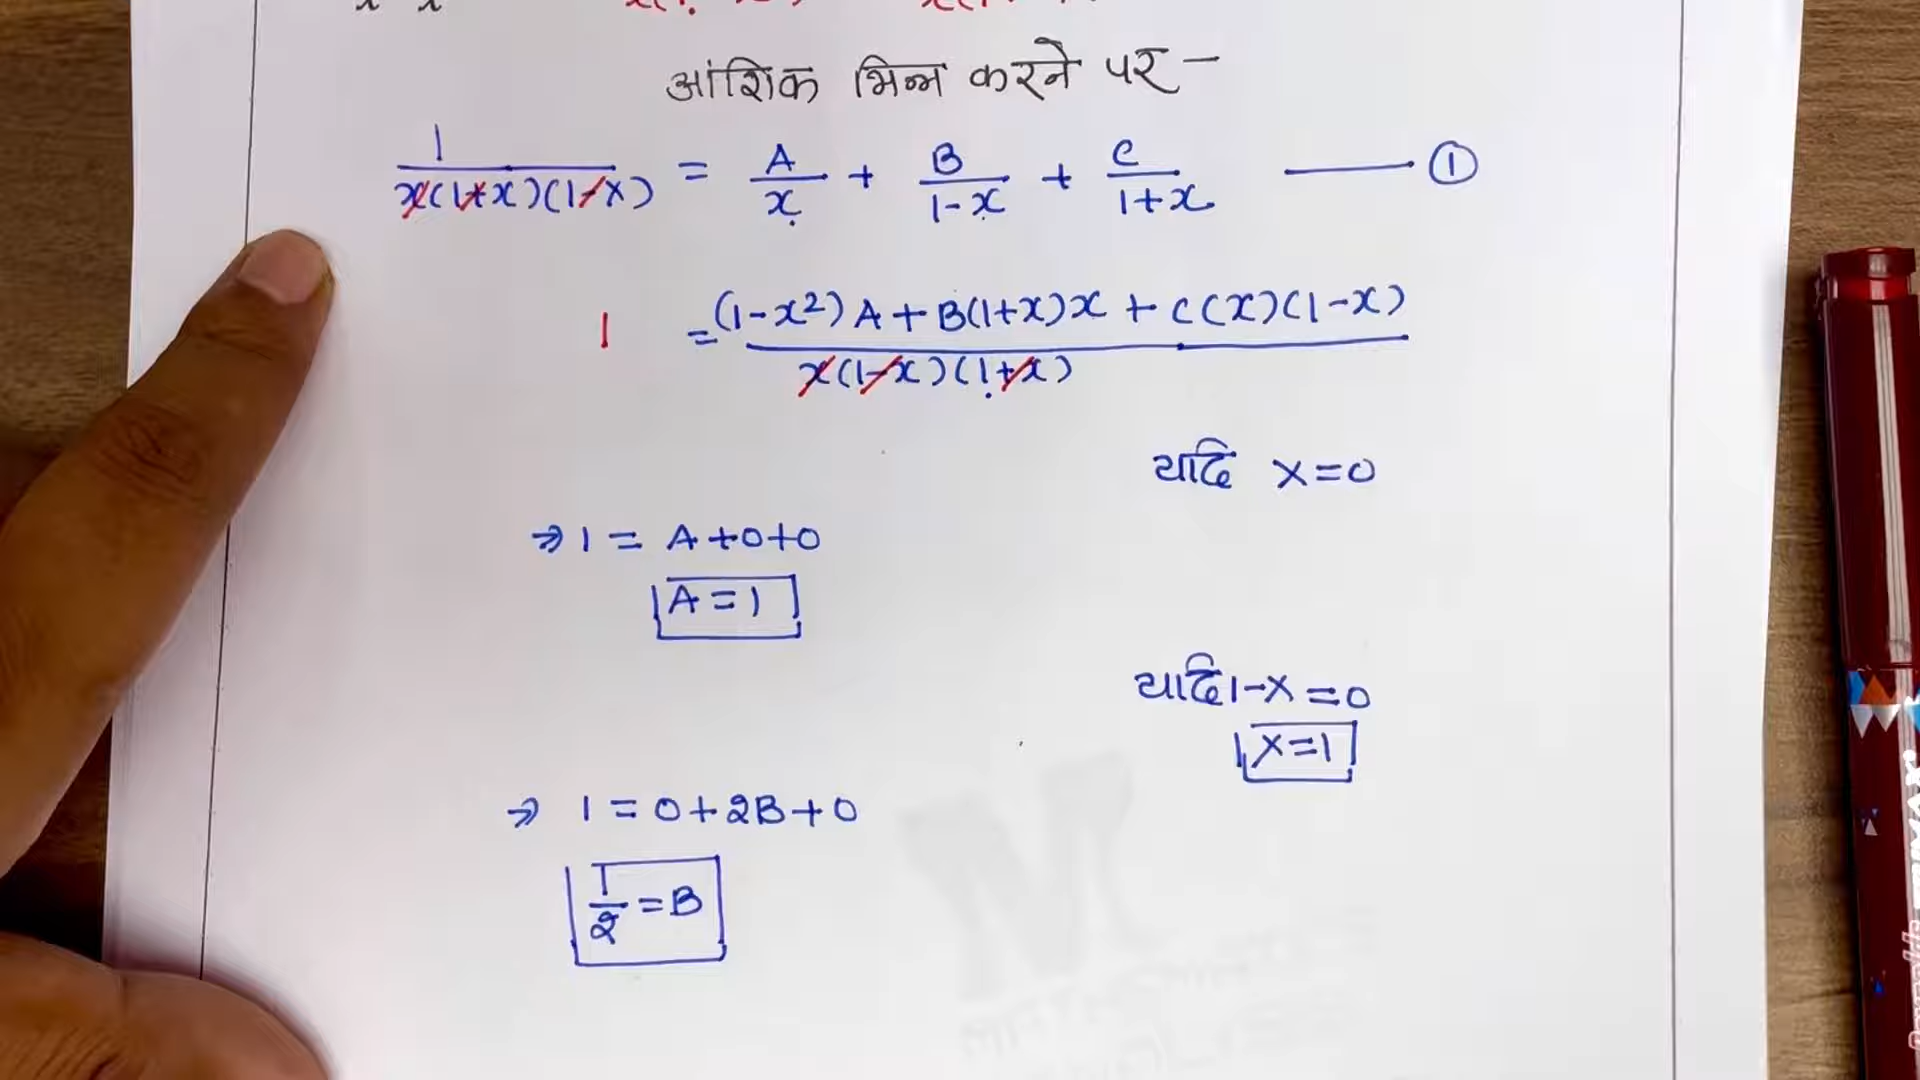 आंशिक भिन्न करने पर –
1/x(1+x)(1-x) = A/x + B/1-x + C/1+x —— ①
1 = (1-x²)A + B(1+x)x + C(x)(1-x)/x(1-x)(1+x)
यदि x=0
⇒ 1 = A+0+0
A=1
यदि 1-x=0
x=1
⇒ 1=0+2B+0
1/2=B